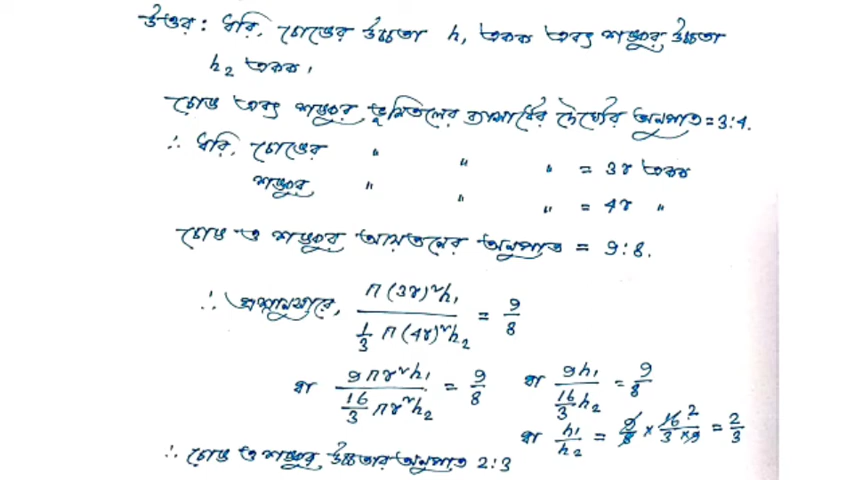 উত্তর : ধরি, চোঙের উচ্চতা h₁ একক এবং শঙ্কুর উচ্চতা
h₂ একক।
চোঙ এবং শঙ্কুর ভূমিতলের ব্যাসার্ধের দৈর্ঘ্যের অনুপাত = 3:4.
∴ ধরি, চোঙের " " " = 3r একক
শঙ্কুর " " " = 4r "
চোঙ ও শঙ্কুর আয়তনের অনুপাত = 9:8.
∴ প্রশ্নানুসারে, π(3r)²h₁ / (1/3 π(4r)²h₂) = 9/8
বা 9πr²h₁ / (16/3 πr²h₂) = 9/8 বা 9h₁ / (16/3 h₂) = 9/8
বা h₁/h₂ = 9/8 × 16 2/(3×9) = 2/3
∴ চোঙ ও শঙ্কুর উচ্চতার অনুপাত 2:3